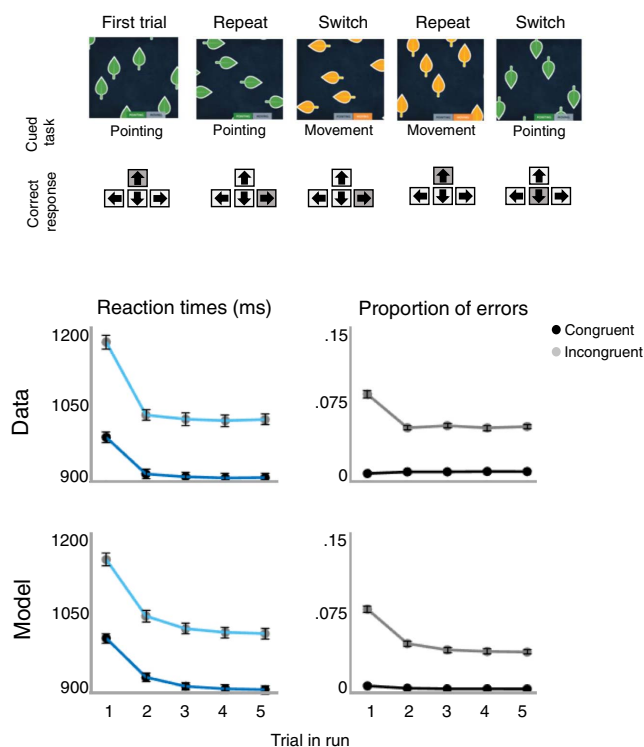 First trial Repeat Switch Repeat Switch
Cued task
Pointing Pointing Movement Movement Pointing
Correct response
Reaction times (ms) Proportion of errors
Congruent
Incongruent
Data
1200
1050
900
.15
.075
0
Model
1200
1050
900
.15
.075
0
1 2 3 4 5 1 2 3 4 5
Trial in run